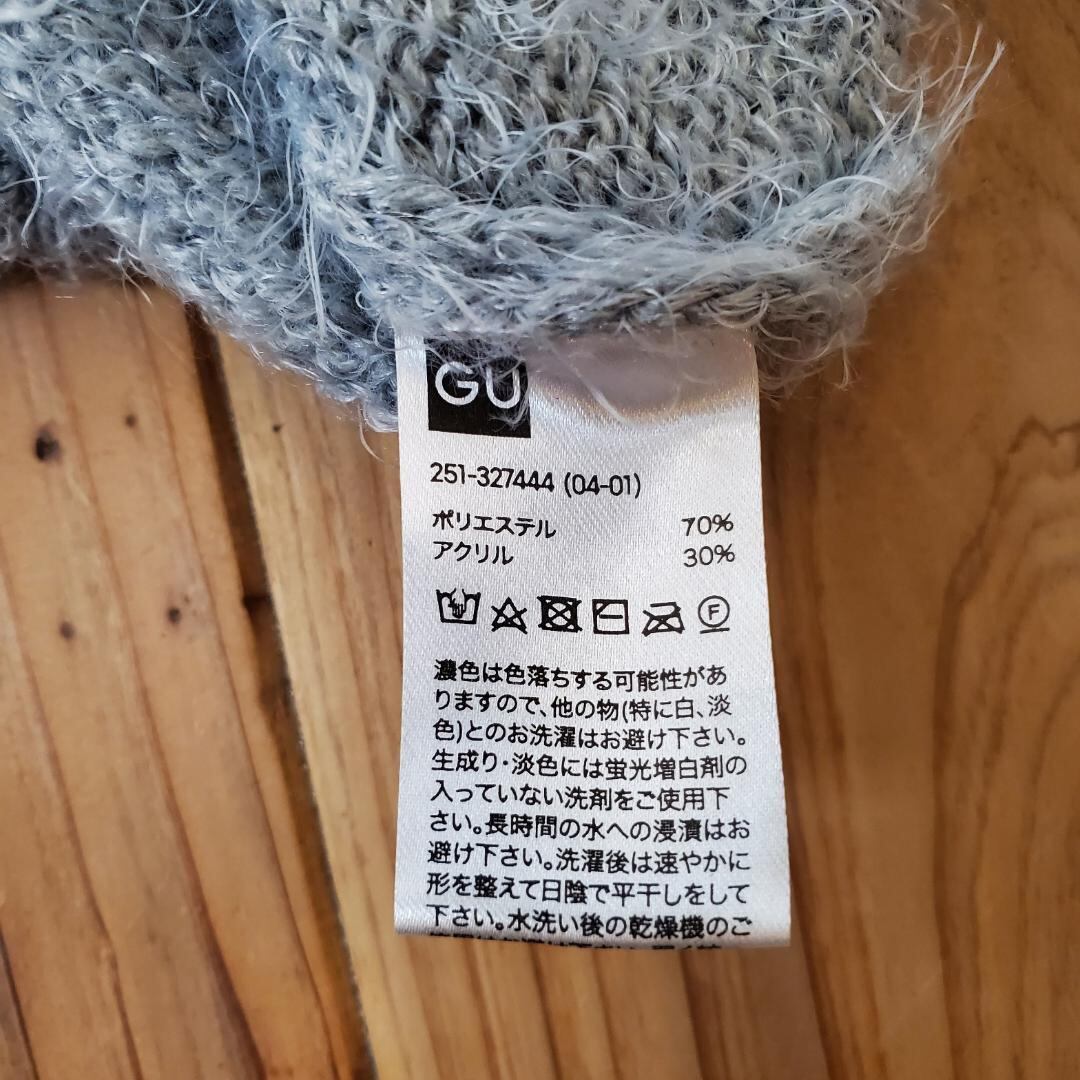 GU
251-327444 (04-01)
ポリエステル 70%
アクリル 30%
F
濃色は色落ちする可能性があ
りますので、他の物(特に白、淡
色)とのお洗濯はお避け下さい。
生成り・淡色には蛍光増白剤の
入っていない洗剤をご使用下
さい。長時間の水への浸漬はお
避け下さい。洗濯後は速やかに
形を整えて日陰で平干しをして
下さい。水洗い後の乾燥機のご